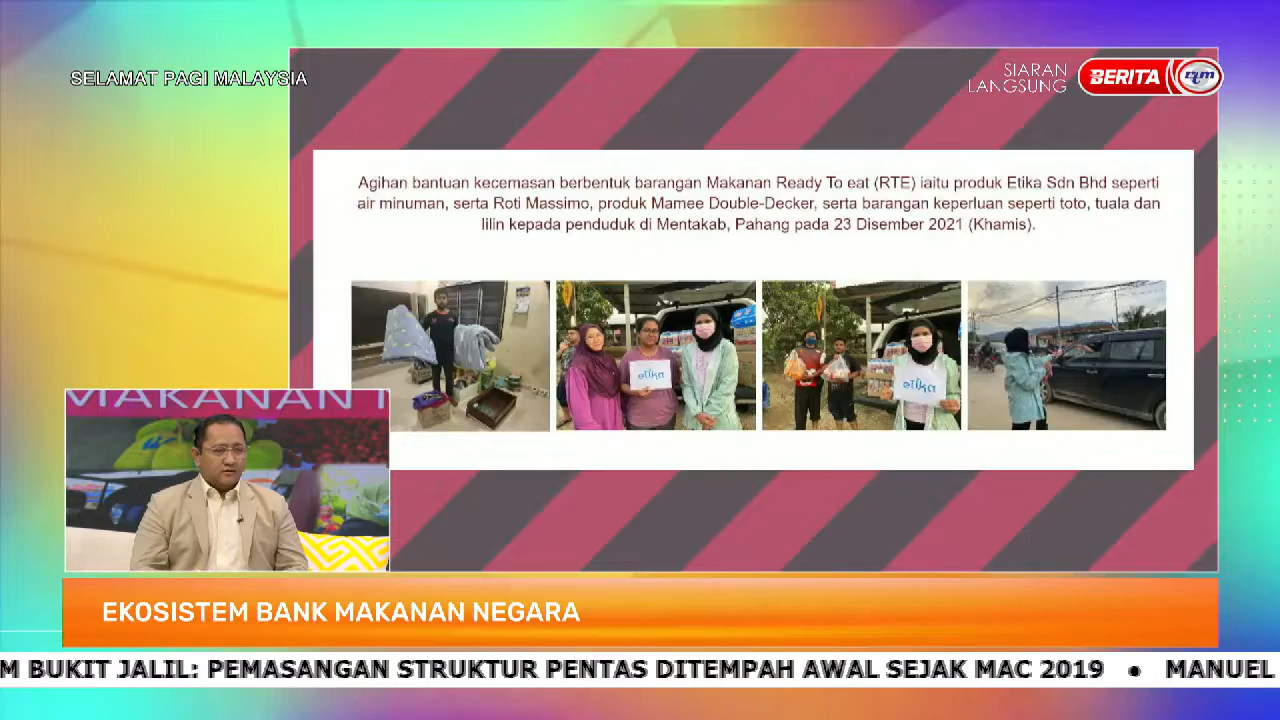 SELAMAT PAGI MALAYSIA
SIARAN
LANGSUNG
BERITA rtm
Agihan bantuan kecemasan berbentuk barangan Makanan Ready To eat (RTE) iaitu produk Etika Sdn Bhd seperti
air minuman, serta Roti Massimo, produk Mamee Double-Decker, serta barangan keperluan seperti toto, tuala dan
lilin kepada penduduk di Mentakab, Pahang pada 23 Disember 2021 (Khamis).
etika
etika
MAKANAN
EKOSISTEM BANK MAKANAN NEGARA
M BUKIT JALIL: PEMASANGAN STRUKTUR PENTAS DITEMPAH AWAL SEJAK MAC 2019 • MANUEL